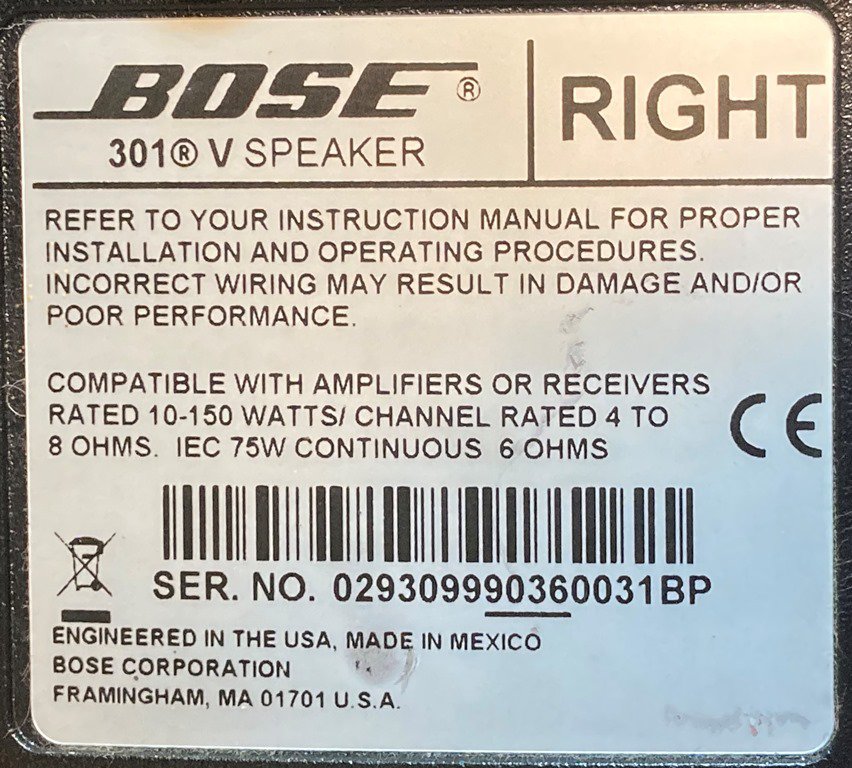 BOSE®
RIGHT
301® V SPEAKER
REFER TO YOUR INSTRUCTION MANUAL FOR PROPER
INSTALLATION AND OPERATING PROCEDURES.
INCORRECT WIRING MAY RESULT IN DAMAGE AND/OR
POOR PERFORMANCE.
COMPATIBLE WITH AMPLIFIERS OR RECEIVERS
RATED 10-150 WATTS/ CHANNEL RATED 4 TO
8 OHMS. IEC 75W CONTINUOUS 6 OHMS
CE
SER. NO. 029309990360031BP
ENGINEERED IN THE USA, MADE IN MEXICO
BOSE CORPORATION
FRAMINGHAM, MA 01701 U.S.A.